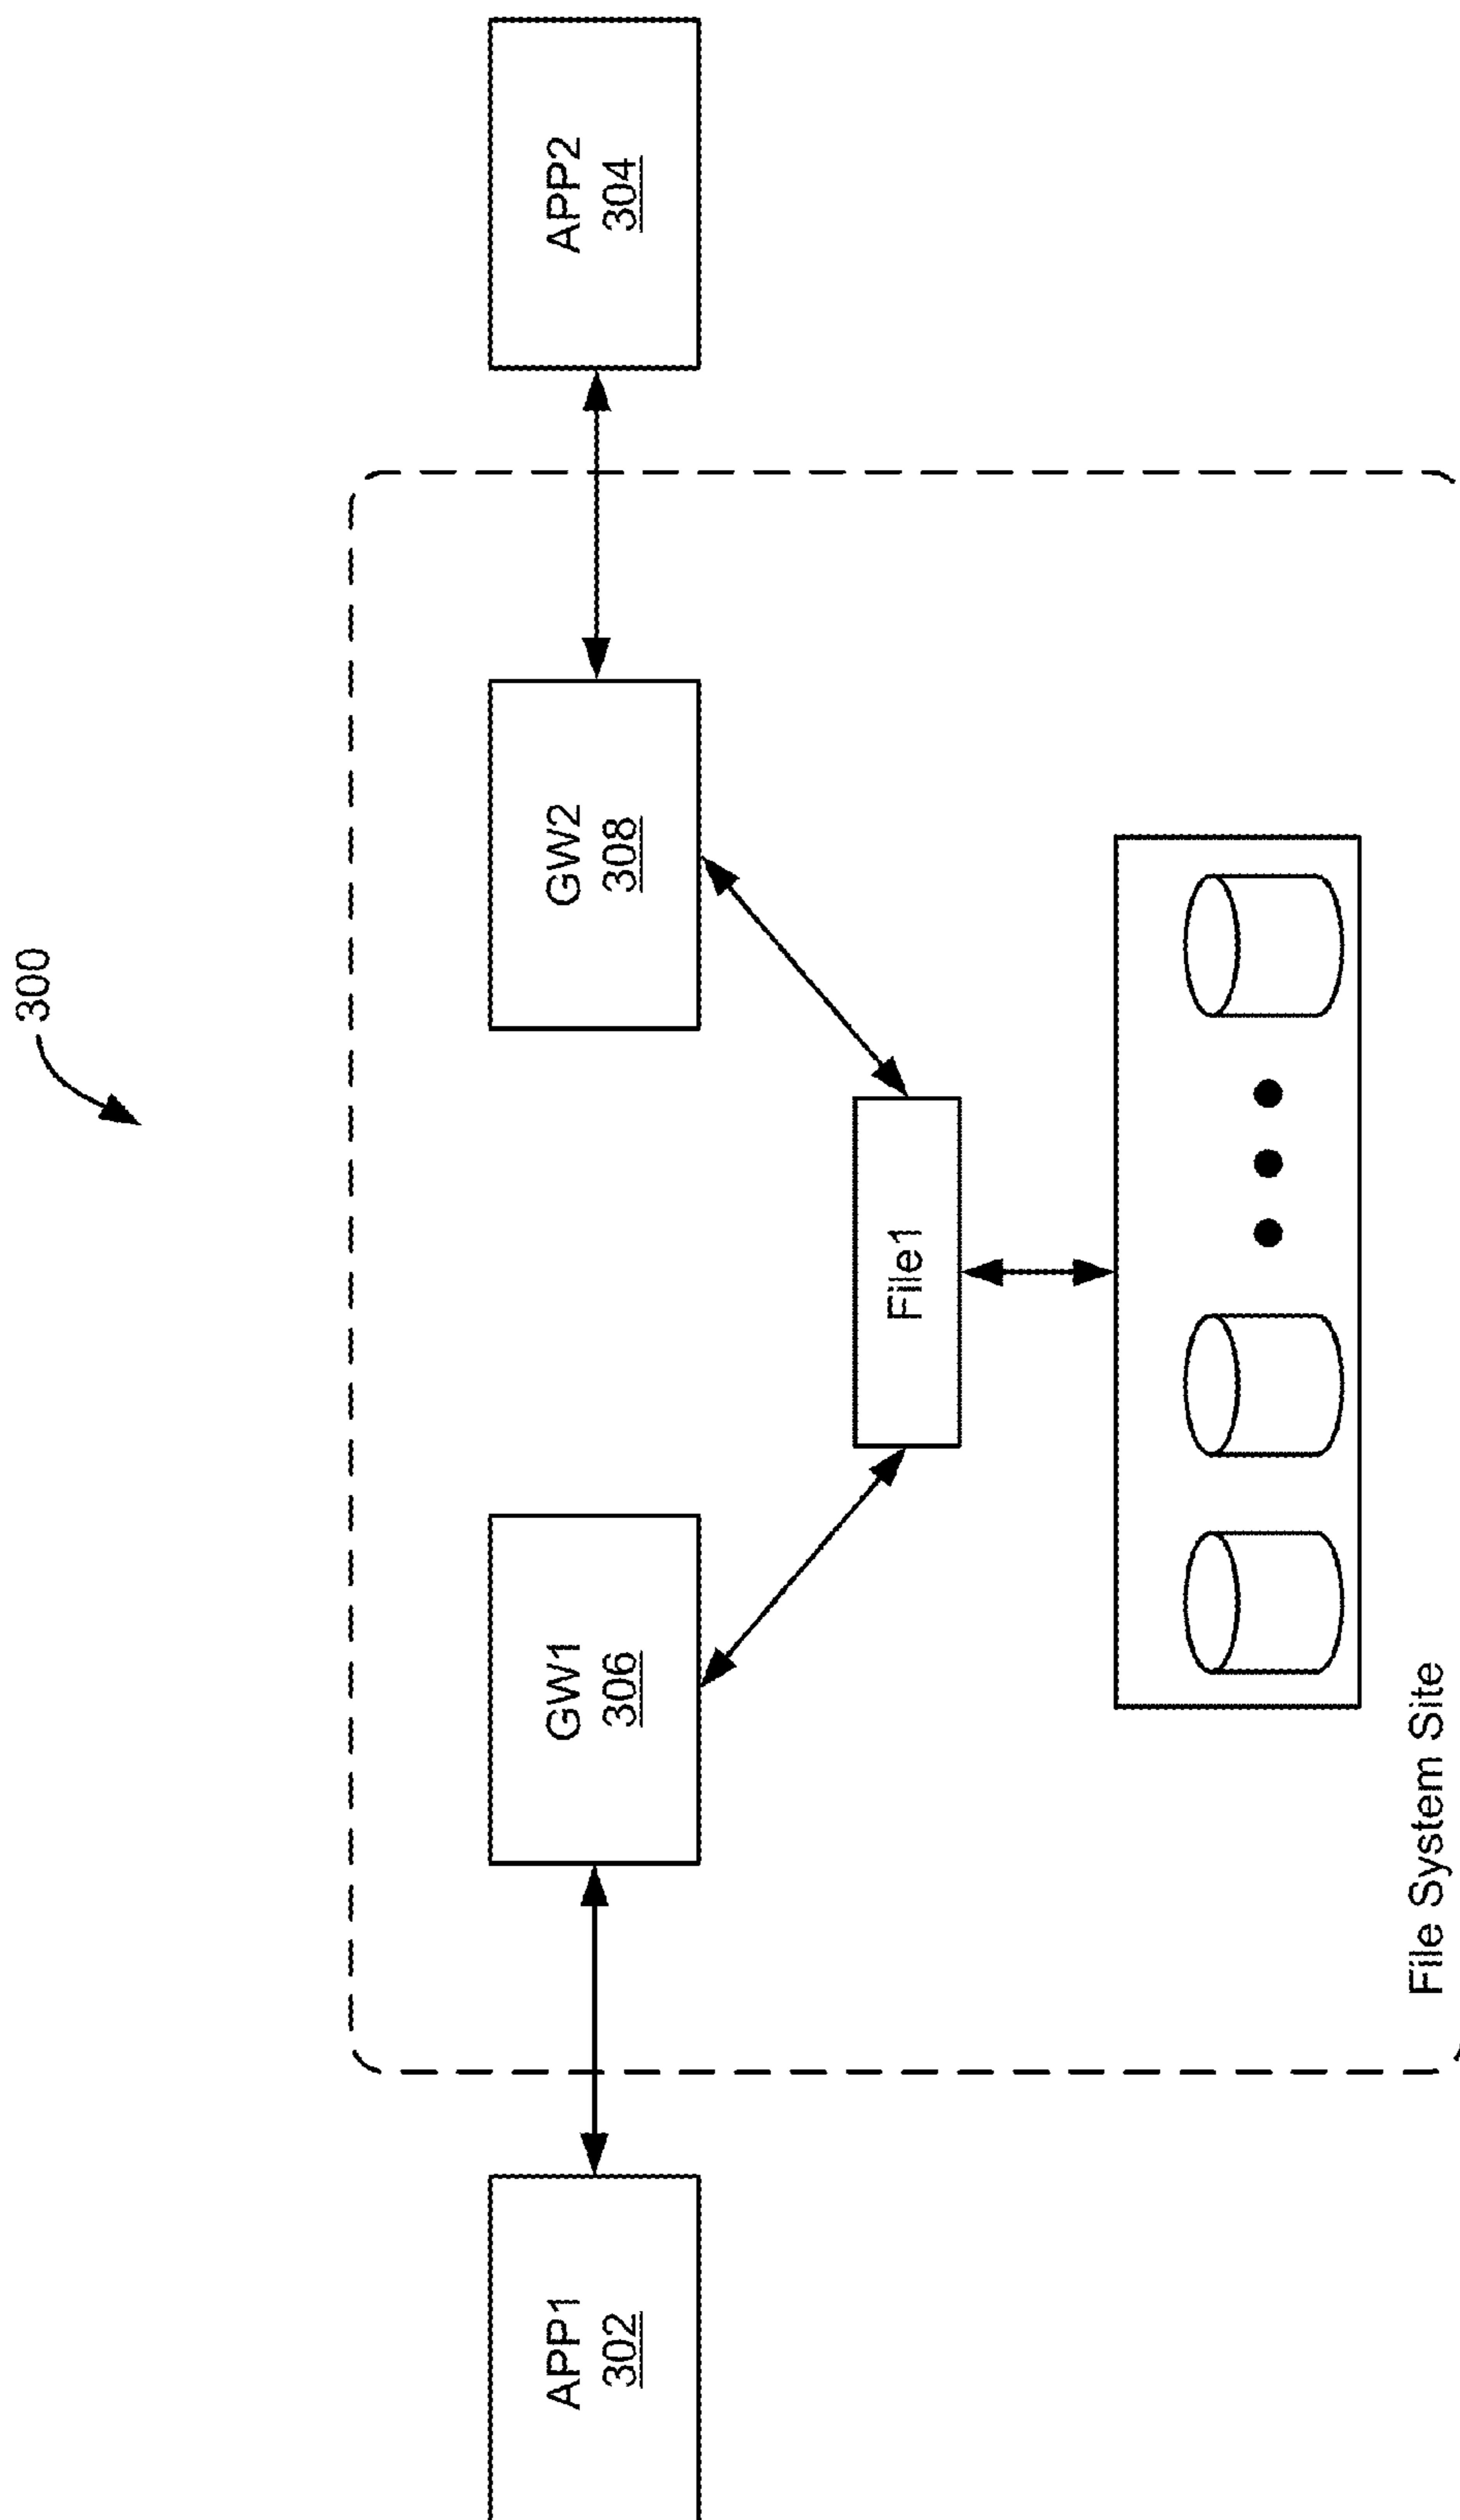 300
APP1
302
GW1
306
GW2
308
APP2
304
File1
File System Site